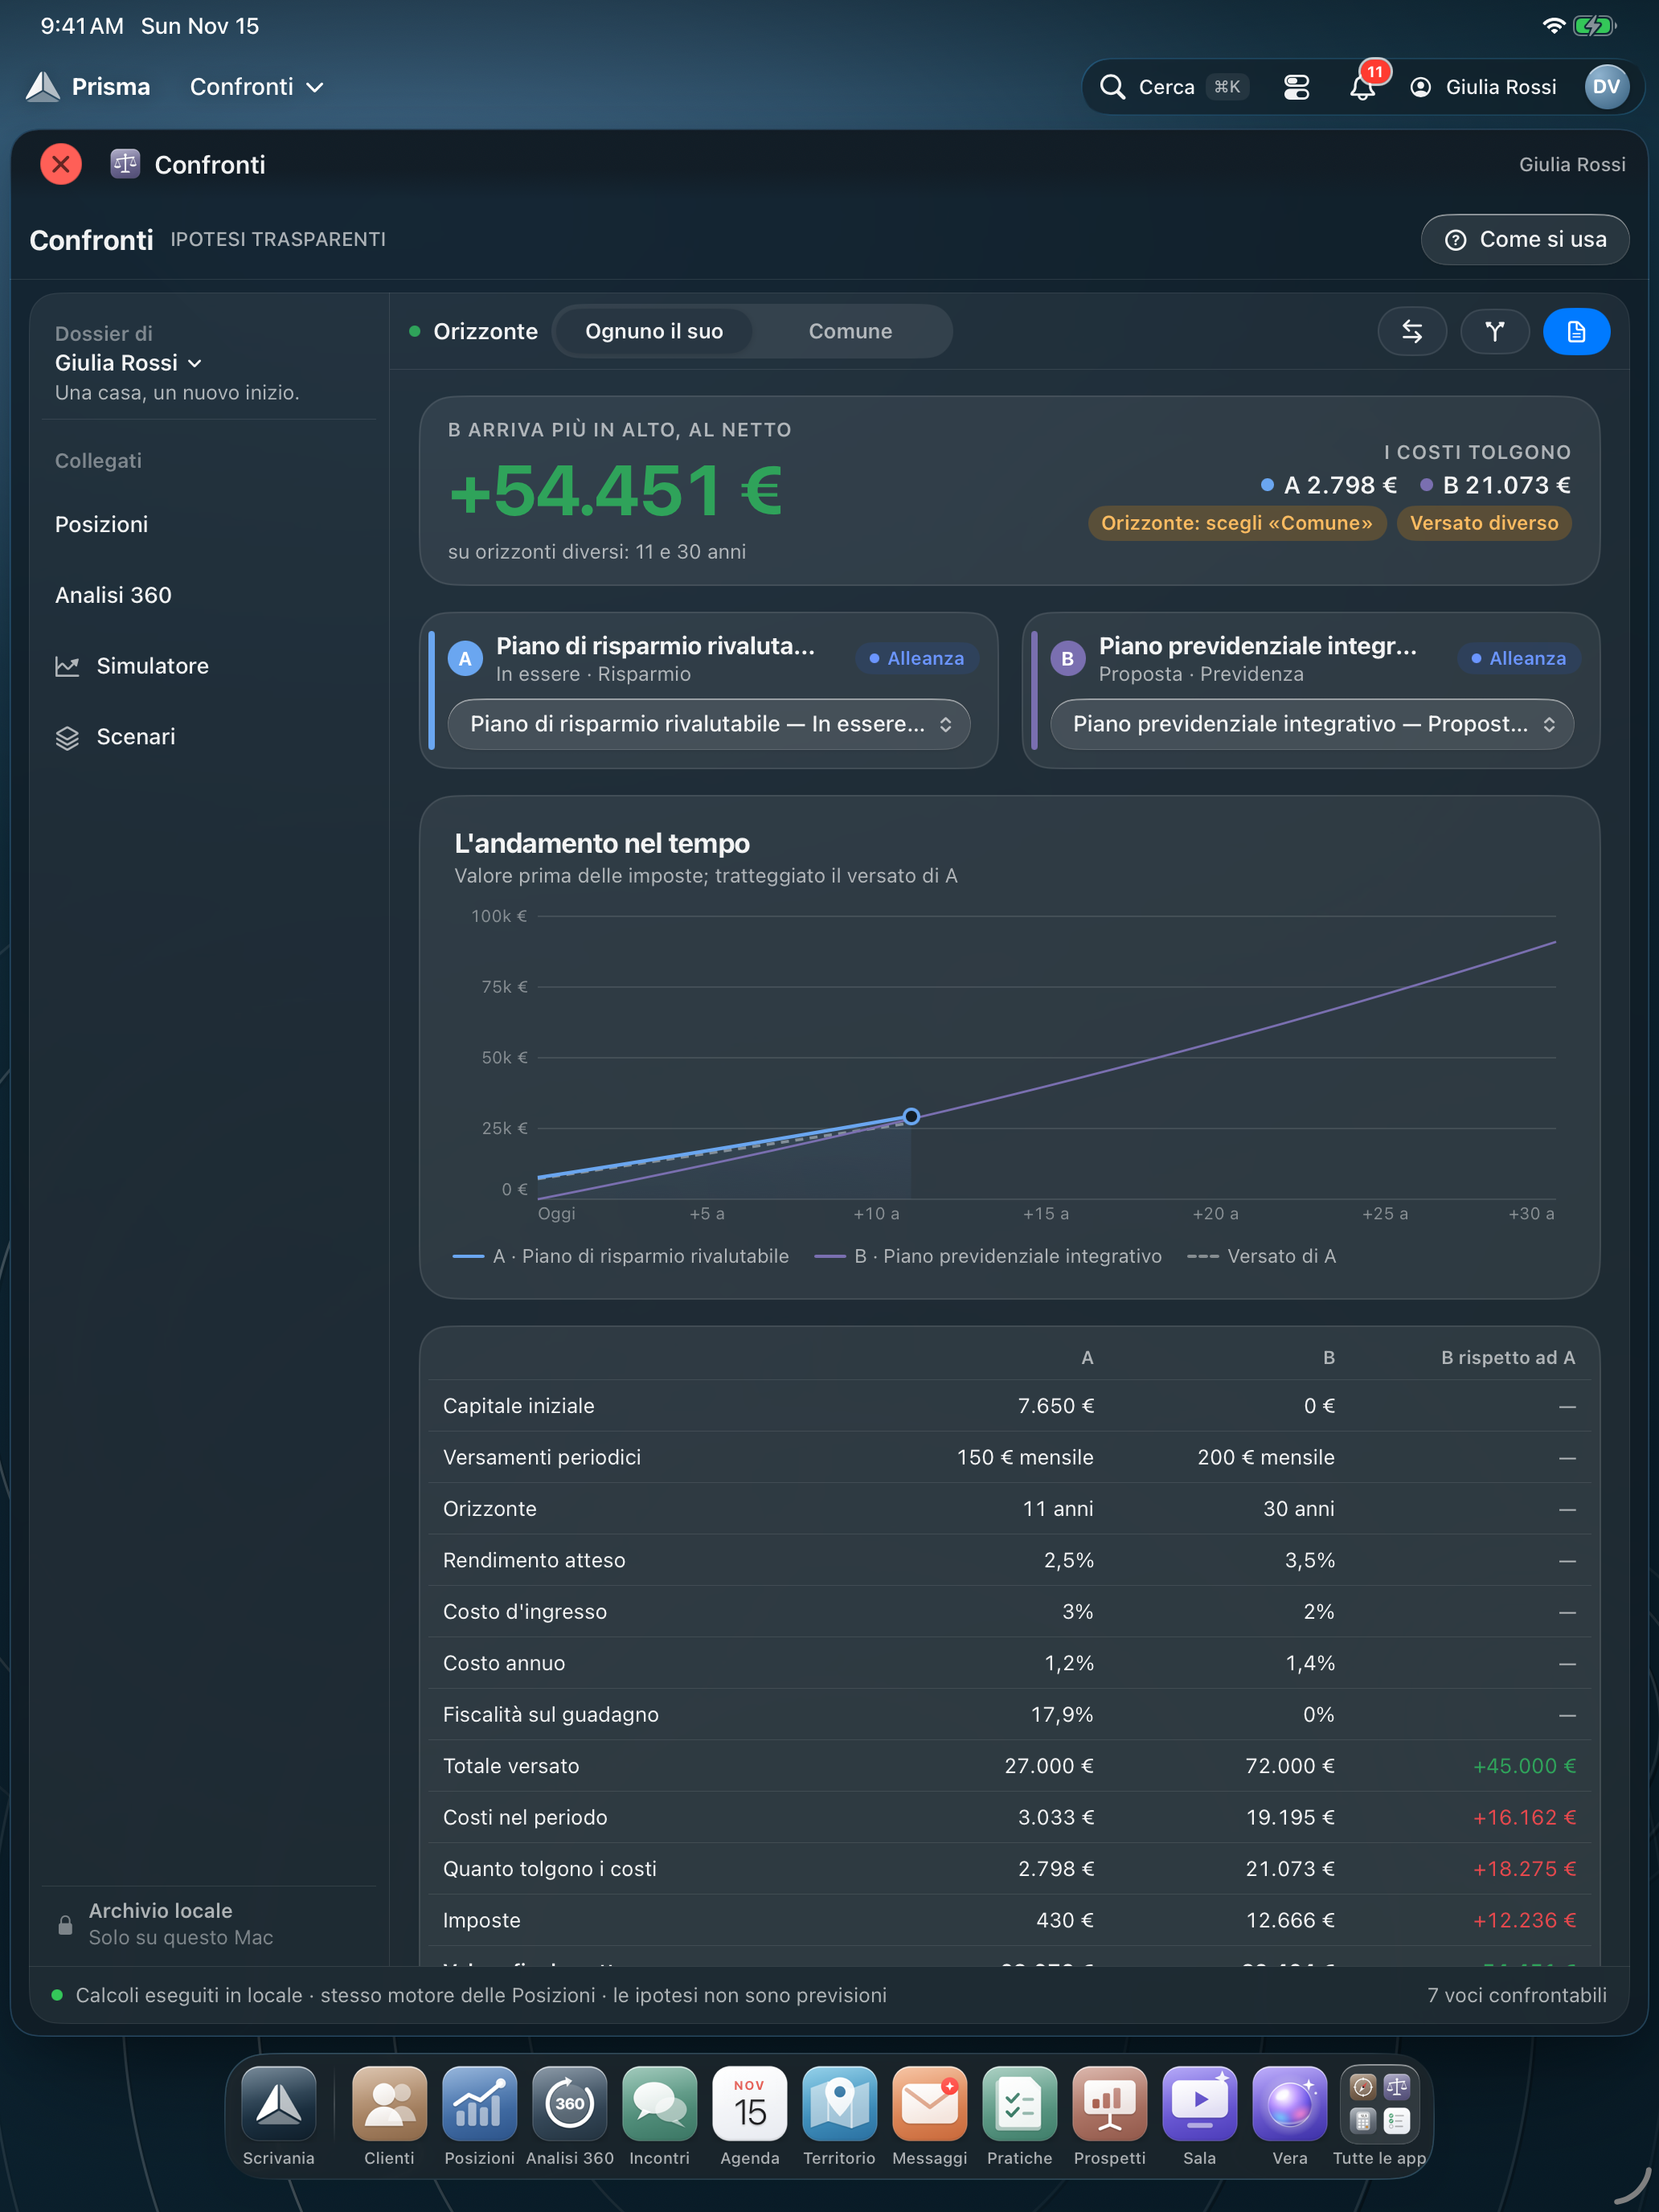 9:41 AM Sun Nov 15
Prisma Confronti
Cerca ⌘K
11
Giulia Rossi
DV
Confronti
Giulia Rossi
Confronti IPOTESI TRASPARENTI
Come si usa
Dossier di
Giulia Rossi
Una casa, un nuovo inizio.
Collegati
Posizioni
Analisi 360
Simulatore
Scenari
Archivio locale
Solo su questo Mac
Orizzonte Ognuno il suo Comune
B ARRIVA PIÙ IN ALTO, AL NETTO
+54.451 €
su orizzonti diversi: 11 e 30 anni
I COSTI TOLGONO
A 2.798 € B 21.073 €
Orizzonte: scegli «Comune» Versato diverso
A
Piano di risparmio rivaluta...
In essere · Risparmio
Alleanza
Piano di risparmio rivalutabile — In essere...
B
Piano previdenziale integr...
Proposta · Previdenza
Alleanza
Piano previdenziale integrativo — Propost...
L'andamento nel tempo
Valore prima delle imposte; tratteggiato il versato di A
100k €
75k €
50k €
25k €
0 €
Oggi +5 a +10 a +15 a +20 a +25 a +30 a
A · Piano di risparmio rivalutabile B · Piano previdenziale integrativo Versato di A
A B B rispetto ad A
Capitale iniziale 7.650 € 0 € —
Versamenti periodici 150 € mensile 200 € mensile —
Orizzonte 11 anni 30 anni —
Rendimento atteso 2,5% 3,5% —
Costo d'ingresso 3% 2% —
Costo annuo 1,2% 1,4% —
Fiscalità sul guadagno 17,9% 0% —
Totale versato 27.000 € 72.000 € +45.000 €
Costi nel periodo 3.033 € 19.195 € +16.162 €
Quanto tolgono i costi 2.798 € 21.073 € +18.275 €
Imposte 430 € 12.666 € +12.236 €
Calcoli eseguiti in locale · stesso motore delle Posizioni · le ipotesi non sono previsioni
7 voci confrontabili
360
NOV
15
Scrivania Clienti Posizioni Analisi 360 Incontri Agenda Territorio Messaggi Pratiche Prospetti Sala Vera Tutte le app